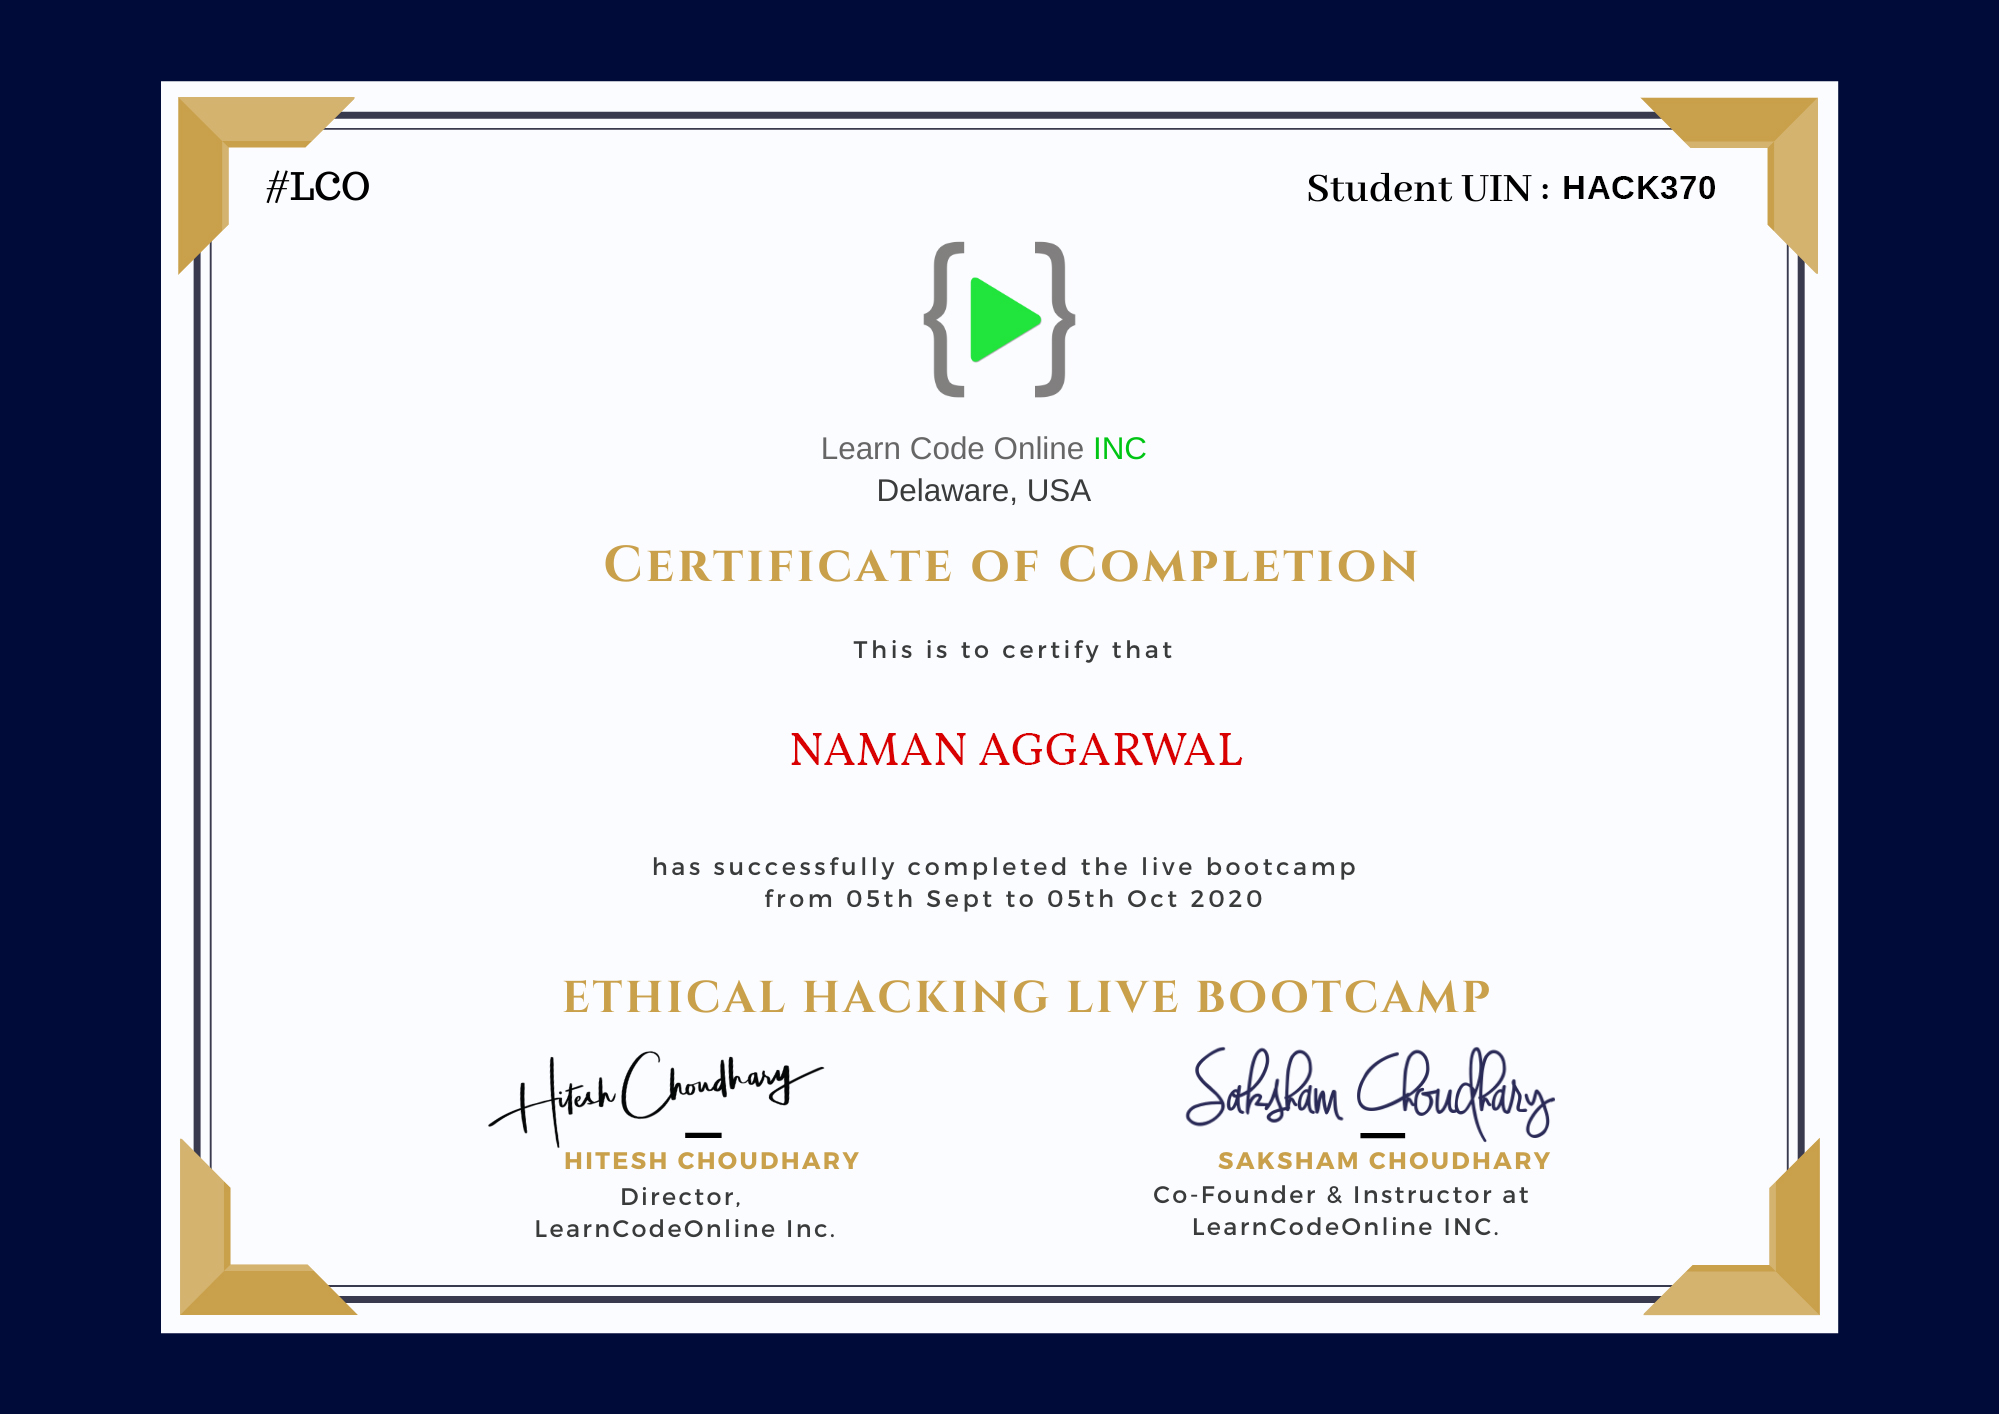 #LCO
Student UIN : HACK370
Learn Code Online INC
Delaware, USA
Certificate of Completion
This is to certify that
NAMAN AGGARWAL
has successfully completed the live bootcamp
from 05th Sept to 05th Oct 2020
ETHICAL HACKING LIVE BOOTCAMP
Hitesh Choudhary
Saksham Choudhary
HITESH CHOUDHARY
Director,
LearnCodeOnline Inc.
SAKSHAM CHOUDHARY
Co-Founder & Instructor at
LearnCodeOnline INC.